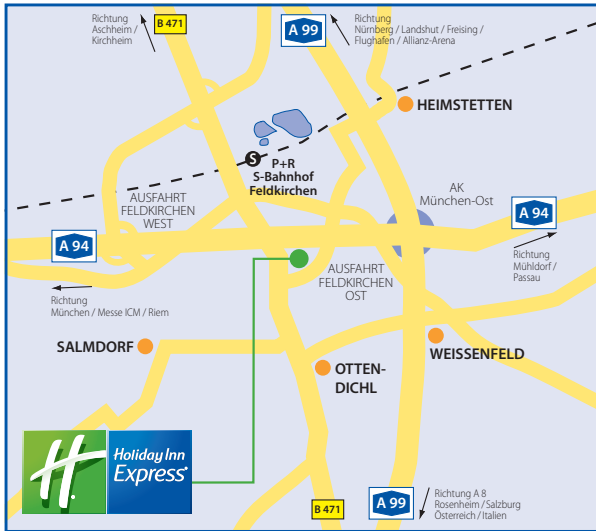 Richtung
Aschheim /
Kirchheim
B 471
A 99
Richtung
Nürnberg / Landshut / Freising /
Flughafen / Allianz-Arena
HEIMSTETTEN
S
P+R
S-Bahnhof
Feldkirchen
AUSFAHRT
FELDKIRCHEN
WEST
AK
München-Ost
A 94
A 94
Richtung
Mühldorf /
Passau
AUSFAHRT
FELDKIRCHEN
OST
Richtung
München / Messe ICM / Riem
SALMDORF
WEISSENFELD
OTTEN-
DICHL
H
Holiday Inn
Express
B 471
A 99
Richtung A 8
Rosenheim / Salzburg
Österreich / Italien